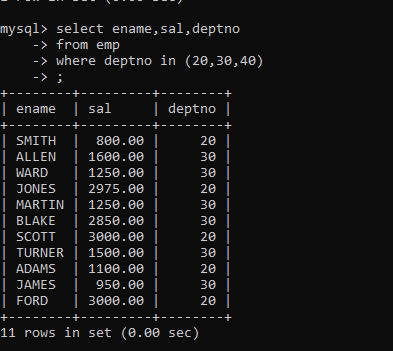 mysql> select ename,sal,deptno
    -> from emp
    -> where deptno in (20,30,40)
    -> ;
+--------+---------+--------+
| ename  | sal     | deptno |
+--------+---------+--------+
| SMITH  |  800.00 |     20 |
| ALLEN  | 1600.00 |     30 |
| WARD   | 1250.00 |     30 |
| JONES  | 2975.00 |     20 |
| MARTIN | 1250.00 |     30 |
| BLAKE  | 2850.00 |     30 |
| SCOTT  | 3000.00 |     20 |
| TURNER | 1500.00 |     30 |
| ADAMS  | 1100.00 |     20 |
| JAMES  |  950.00 |     30 |
| FORD   | 3000.00 |     20 |
+--------+---------+--------+
11 rows in set (0.00 sec)